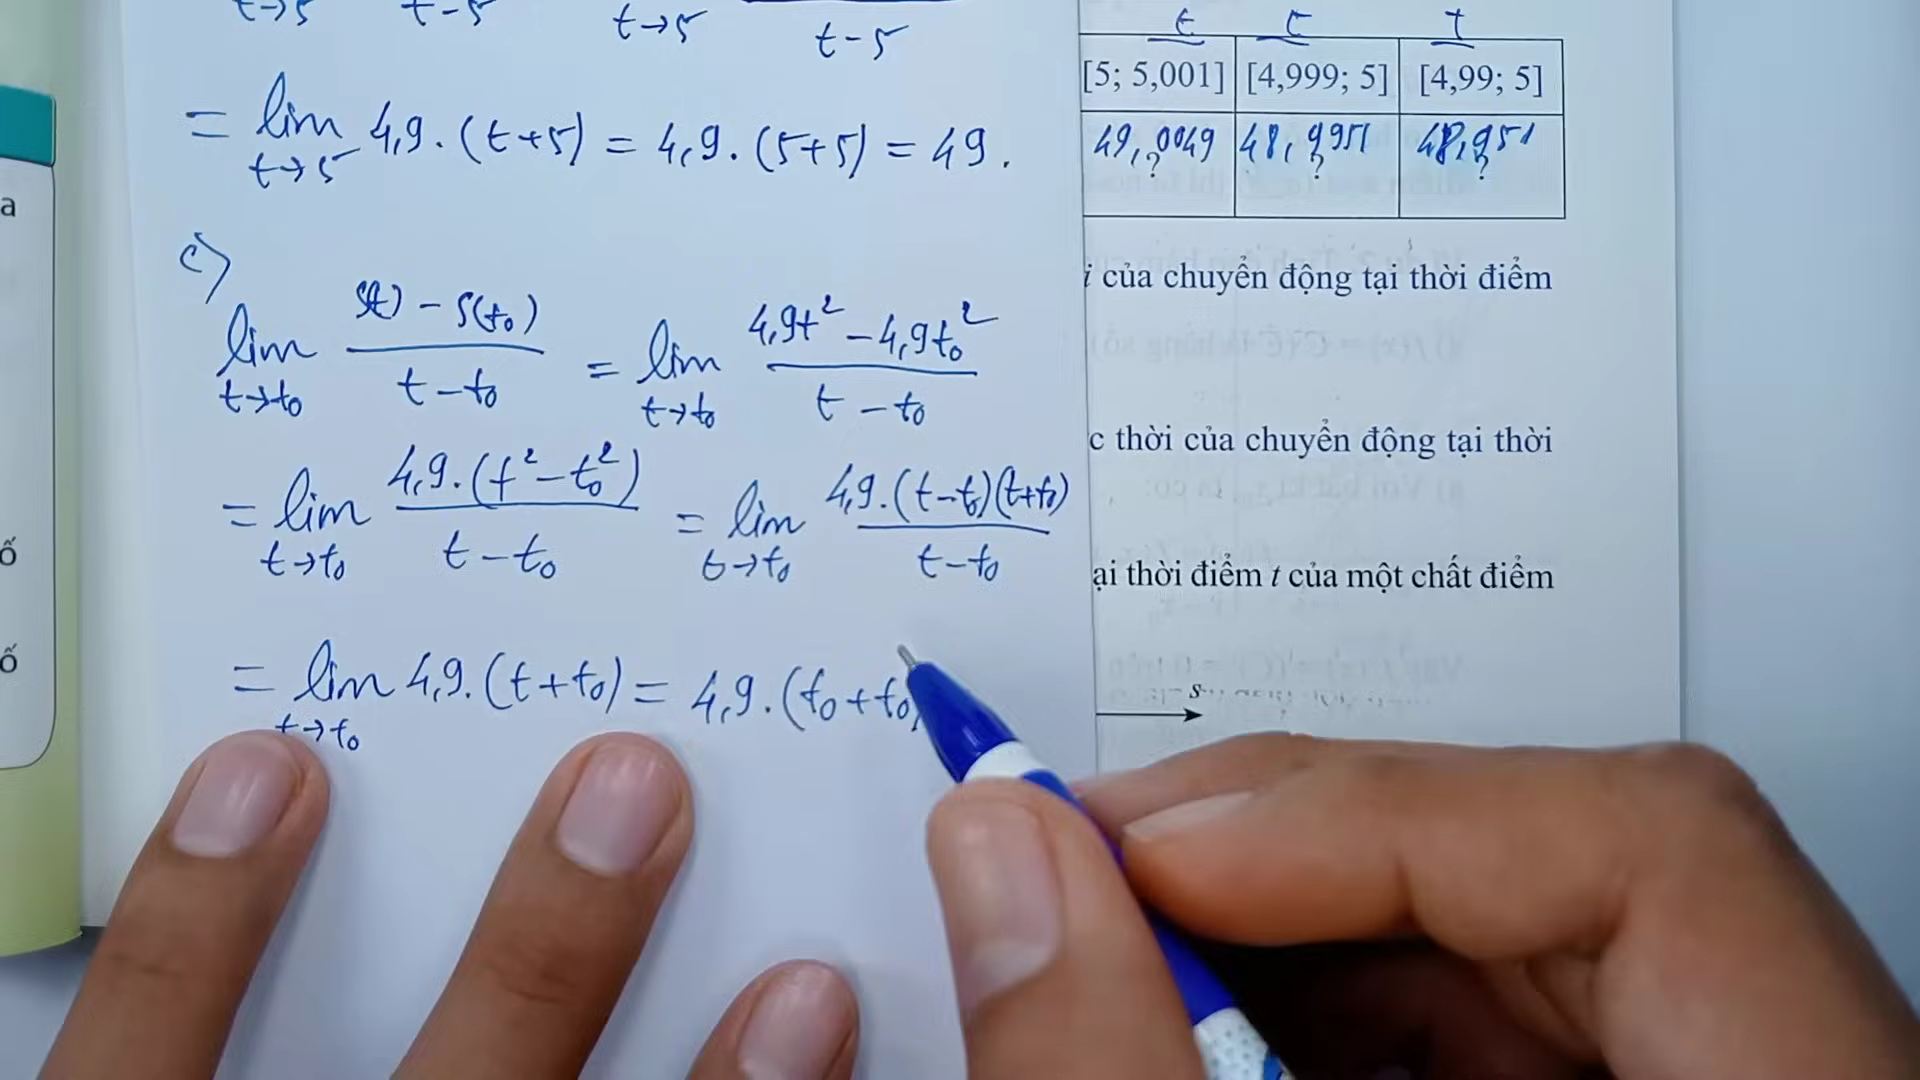 t→5 t-5 t→5 t-5
= lim 4,9.(t+5) = 4,9.(5+5) = 49.
t→5
c)
lim s(t) - s(t₀) / t - t₀ = lim 4,9t² - 4,9t₀² / t - t₀
t→t₀ t→t₀
= lim 4,9.(t² - t₀²) / t - t₀ = lim 4,9.(t-t₀)(t+t₀) / t - t₀
t→t₀ t→t₀
= lim 4,9.(t+t₀) = 4,9.(t₀+t₀)
t→t₀
t t t
[5; 5,001] [4,999; 5] [4,99; 5]
49,0049 48,9951 48,951
? ? ?
i của chuyển động tại thời điểm
c thời của chuyển động tại thời
ại thời điểm t của một chất điểm
s
a
ố
ố